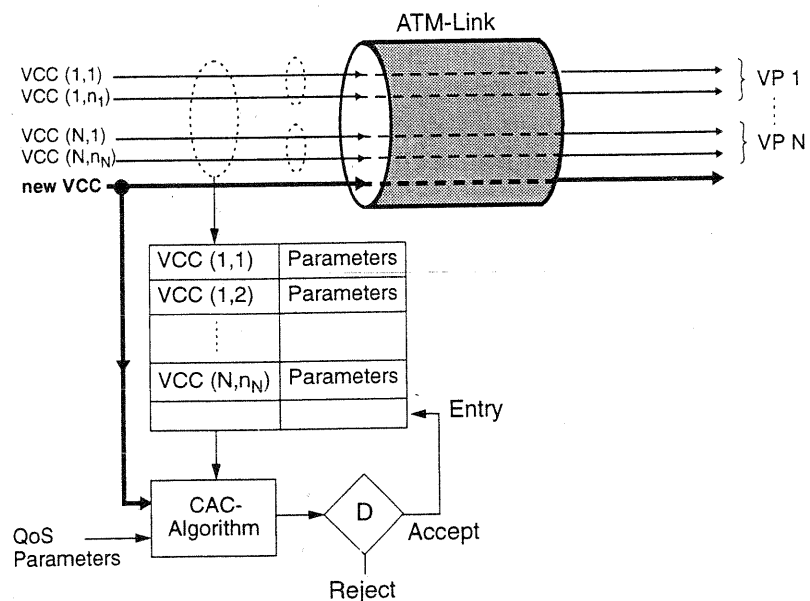 ATM-Link
VCC (1,1)
VCC (1,n1)
VCC (N,1)
VCC (N,nN)
new VCC
VP 1
VP N
VCC (1,1) Parameters
VCC (1,2) Parameters
VCC (N,nN) Parameters
Entry
CAC-
Algorithm
D
Accept
QoS
Parameters
Reject